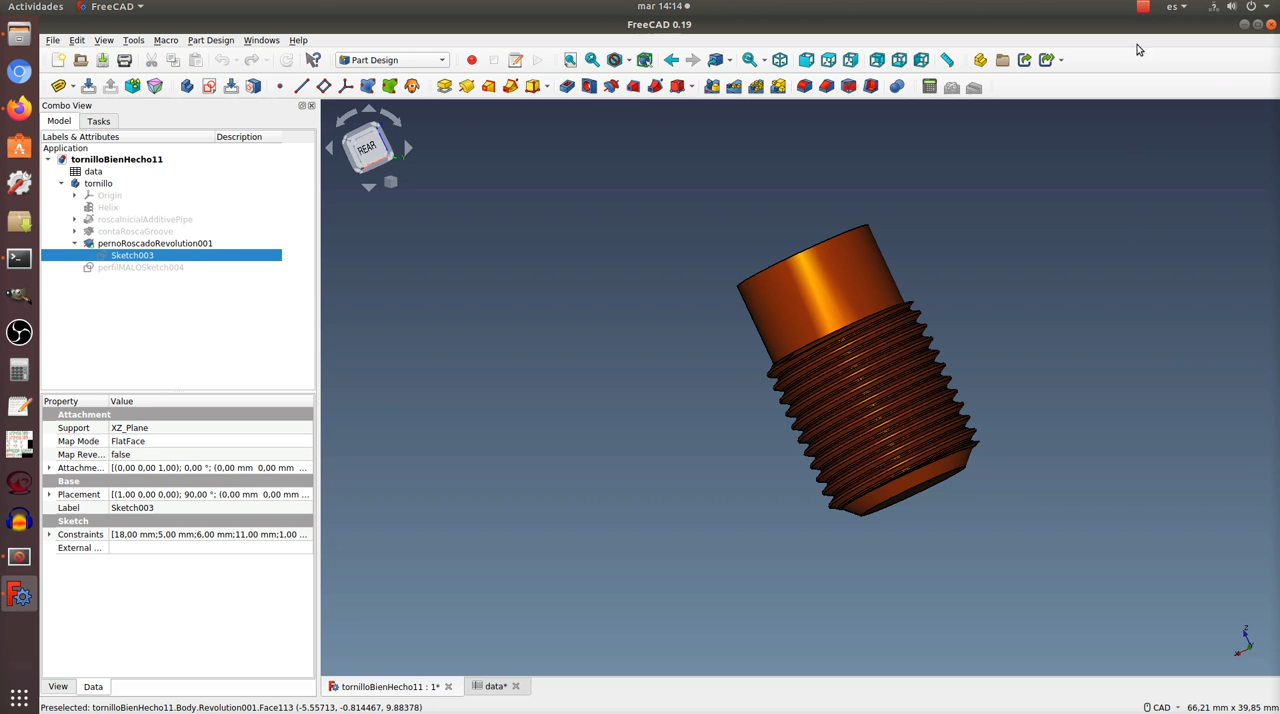 Actividades FreeCAD mar 14:14 es
FreeCAD 0.19
File Edit View Tools Macro Part Design Windows Help
Part Design
Combo View
Model Tasks
Labels & Attributes Description
Application
tornilloBienHecho11
data
tornillo
Origin
Helix
roscaInicialAdditivePipe
contaRoscaGroove
pernoRoscadoRevolution001
Sketch003
perfilMALOSketch004
REAR
Property Value
Attachment
Support XZ_Plane
Map Mode FlatFace
Map Reve... false
Attachme... [(0,00 0,00 1,00); 0,00 °; (0,00 mm 0,00 mm ...
Base
Placement [(1,00 0,00 0,00); 90,00 °; (0,00 mm 0,00 mm ...
Label Sketch003
Sketch
Constraints [18,00 mm;5,00 mm;6,00 mm;11,00 mm;1,00 ...
External ...
View Data
tornilloBienHecho11 : 1* data*
Preselected: tornilloBienHecho11.Body.Revolution001.Face113 (-5.55713, -0.814467, 9.88378) CAD 66,21 mm x 39,85 mm